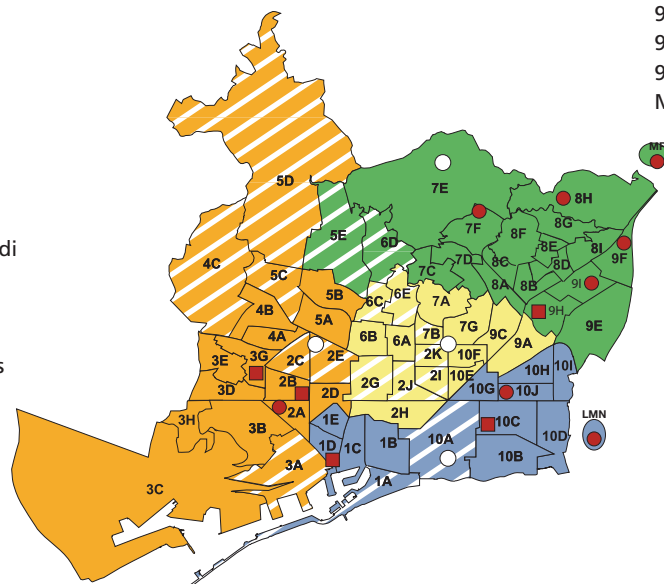 9
9
9
M
di
s
MF
5D
7E
8H
5E
6D
7F
8F
8G
8E
8I
9F
4C
5C
7C
7D
8C
8D
8A
8B
9I
6C
6E
7A
5B
4B
5A
9H
9E
4A
6B
6A
7B
7G
9C
9A
3E
3G
2C
2E
2K
10F
10H
10I
3D
2B
2G
2J
2I
10E
10G
10J
2D
2A
2H
3H
3B
1E
LMN
1D
1C
1B
10A
10C
10D
3A
10B
3C
1A